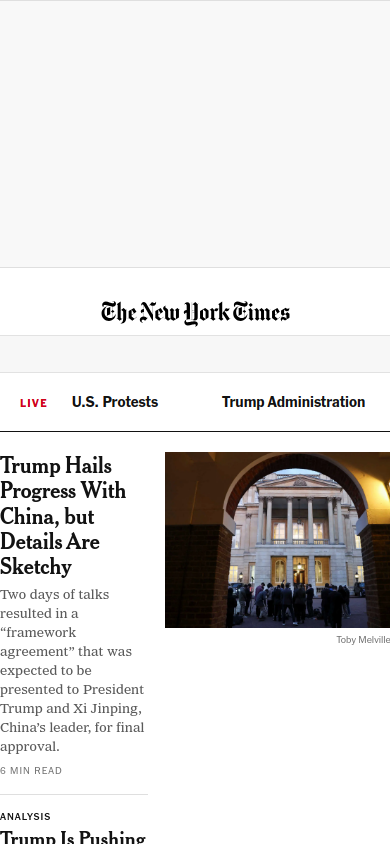 The New York Times
LIVE U.S. Protests Trump Administration
Trump Hails
Progress With
China, but
Details Are
Sketchy
Two days of talks
resulted in a
“framework
agreement” that was
expected to be
presented to President
Trump and Xi Jinping,
China’s leader, for final
approval.
6 MIN READ
Toby Melville
ANALYSIS
Trump Is Pushing